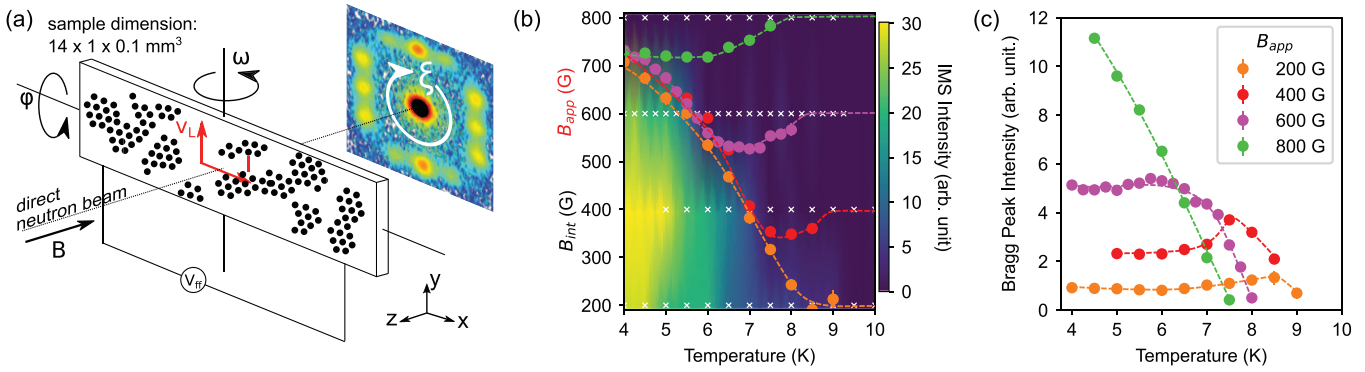 (a)
sample dimension:
14 x 1 x 0.1 mm³
ω
φ
ξ
V_L
direct
neutron beam
B
V_ff
y
z
x
(b)
800
700
600
500
400
300
200
B_int (G)
B_app (G)
4
5
6
7
8
9
10
Temperature (K)
30
25
20
15
10
5
0
IMS Intensity (arb. unit)
(c)
12
10
8
6
4
2
0
Bragg Peak Intensity (arb. unit.)
4
5
6
7
8
9
10
Temperature (K)
B_app
200 G
400 G
600 G
800 G